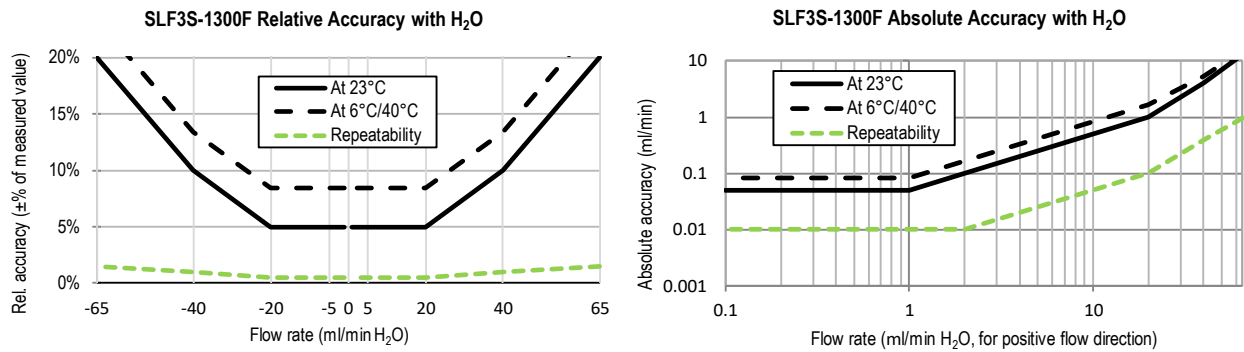 SLF3S-1300F Relative Accuracy with H₂O
Rel. accuracy (±% of measured value)
20%
15%
10%
5%
0%
At 23°C
At 6°C/40°C
Repeatability
-65 -40 -20 -5 0 5 20 40 65
Flow rate (ml/min H₂O)
SLF3S-1300F Absolute Accuracy with H₂O
Absolute accuracy (ml/min)
10
1
0.1
0.01
0.001
At 23°C
At 6°C/40°C
Repeatability
0.1 1 10
Flow rate (ml/min H₂O, for positive flow direction)